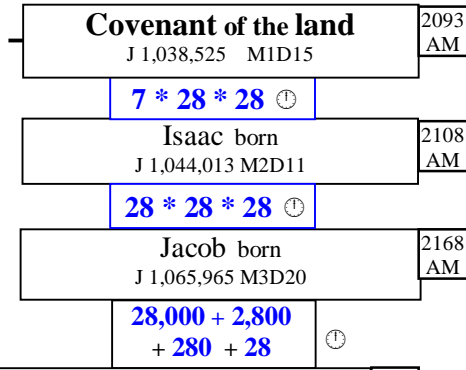 Covenant of the land
2093
AM
J 1,038,525 M1D15
7 * 28 * 28
Isaac born
2108
AM
J 1,044,013 M2D11
28 * 28 * 28
Jacob born
2168
AM
J 1,065,965 M3D20
28,000 + 2,800
+ 280 + 28